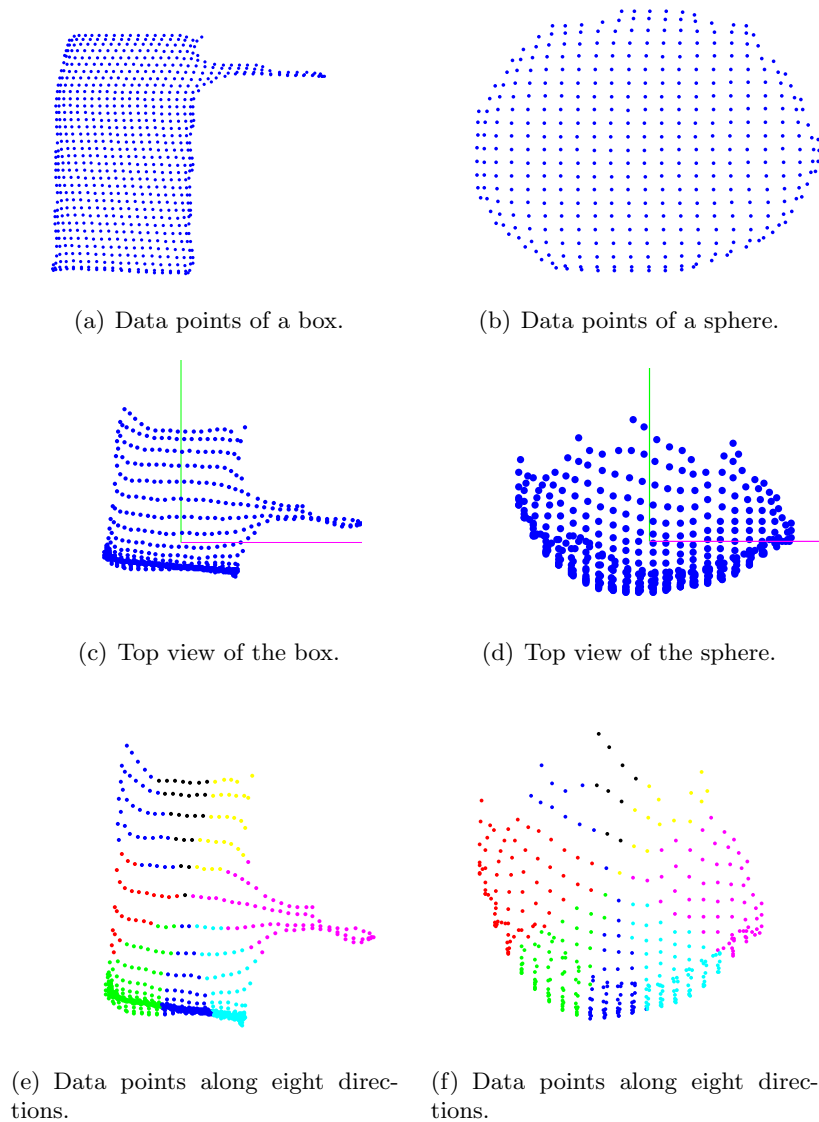 (a) Data points of a box.
(b) Data points of a sphere.
(c) Top view of the box.
(d) Top view of the sphere.
(e) Data points along eight direc-
tions.
(f) Data points along eight direc-
tions.